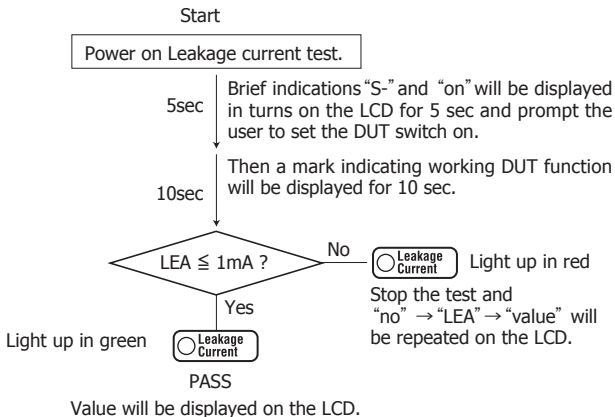 Start
Power on Leakage current test.
5sec
Brief indications “S-” and “on” will be displayed
in turns on the LCD for 5 sec and prompt the
user to set the DUT switch on.
10sec
Then a mark indicating working DUT function
will be displayed for 10 sec.
LEA ≦ 1mA ?
No
Leakage
Current
Light up in red
Stop the test and
“no” → “LEA” → “value” will
be repeated on the LCD.
Yes
Light up in green
Leakage
Current
PASS
Value will be displayed on the LCD.